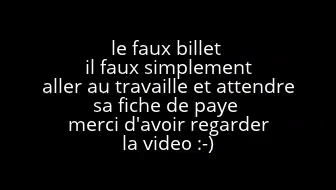 le faux billet
il faux simplement
aller au travaille et attendre
sa fiche de paye
merci d'avoir regarder
la video :-)